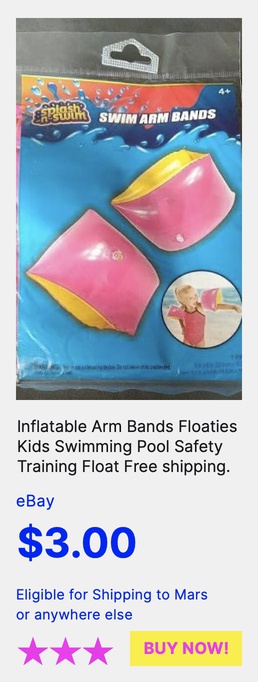 4+
splash-n-swim
SWIM ARM BANDS
Inflatable Arm Bands Floaties
Kids Swimming Pool Safety
Training Float Free shipping.
eBay
$3.00
Eligible for Shipping to Mars
or anywhere else
BUY NOW!